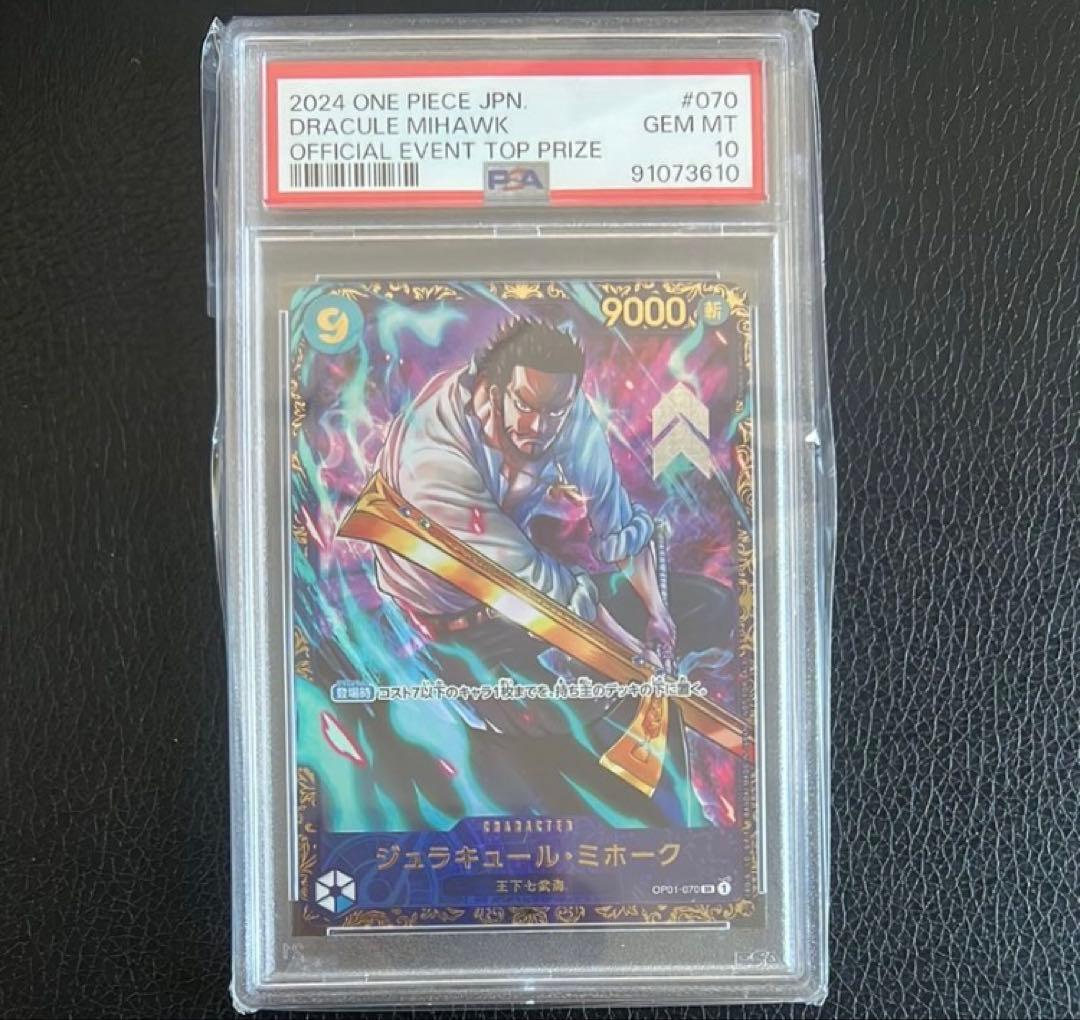 2024 ONE PIECE JPN. #070
DRACULE MIHAWK GEM MT
OFFICIAL EVENT TOP PRIZE 10
PSA 91073610
9 9000 斬
登場時 コスト7以下のキャラ1枚までを、持ち主のデッキの下に置く。
CHARACTER
ジュラキュール・ミホーク
王下七武海
OP01-070 SR 1